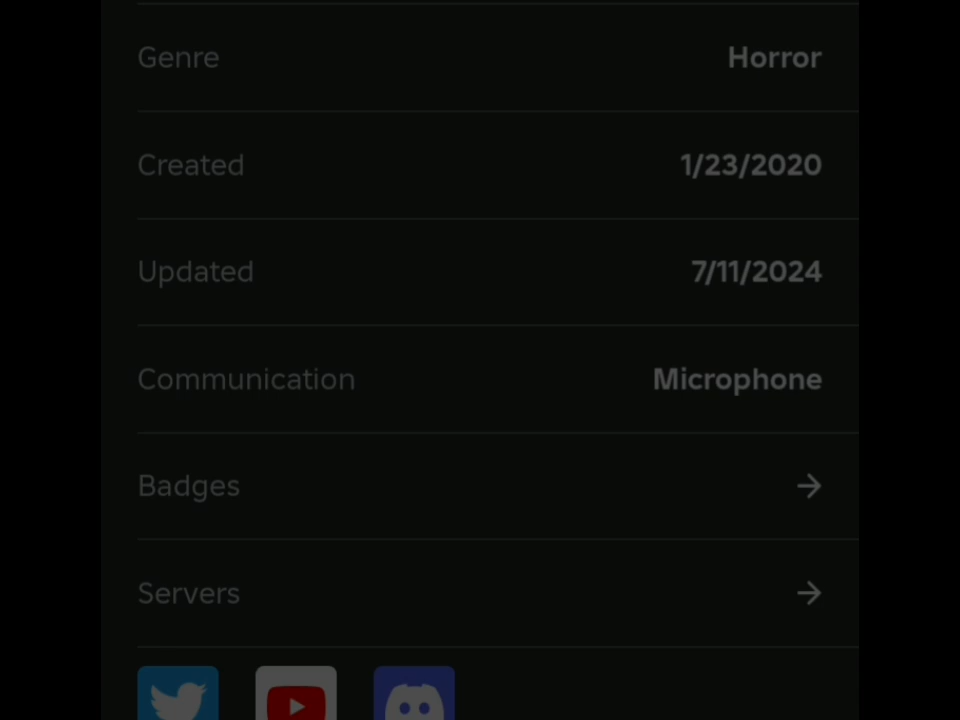 Genre Horror
Created 1/23/2020
Updated 7/11/2024
Communication Microphone
Badges
Servers